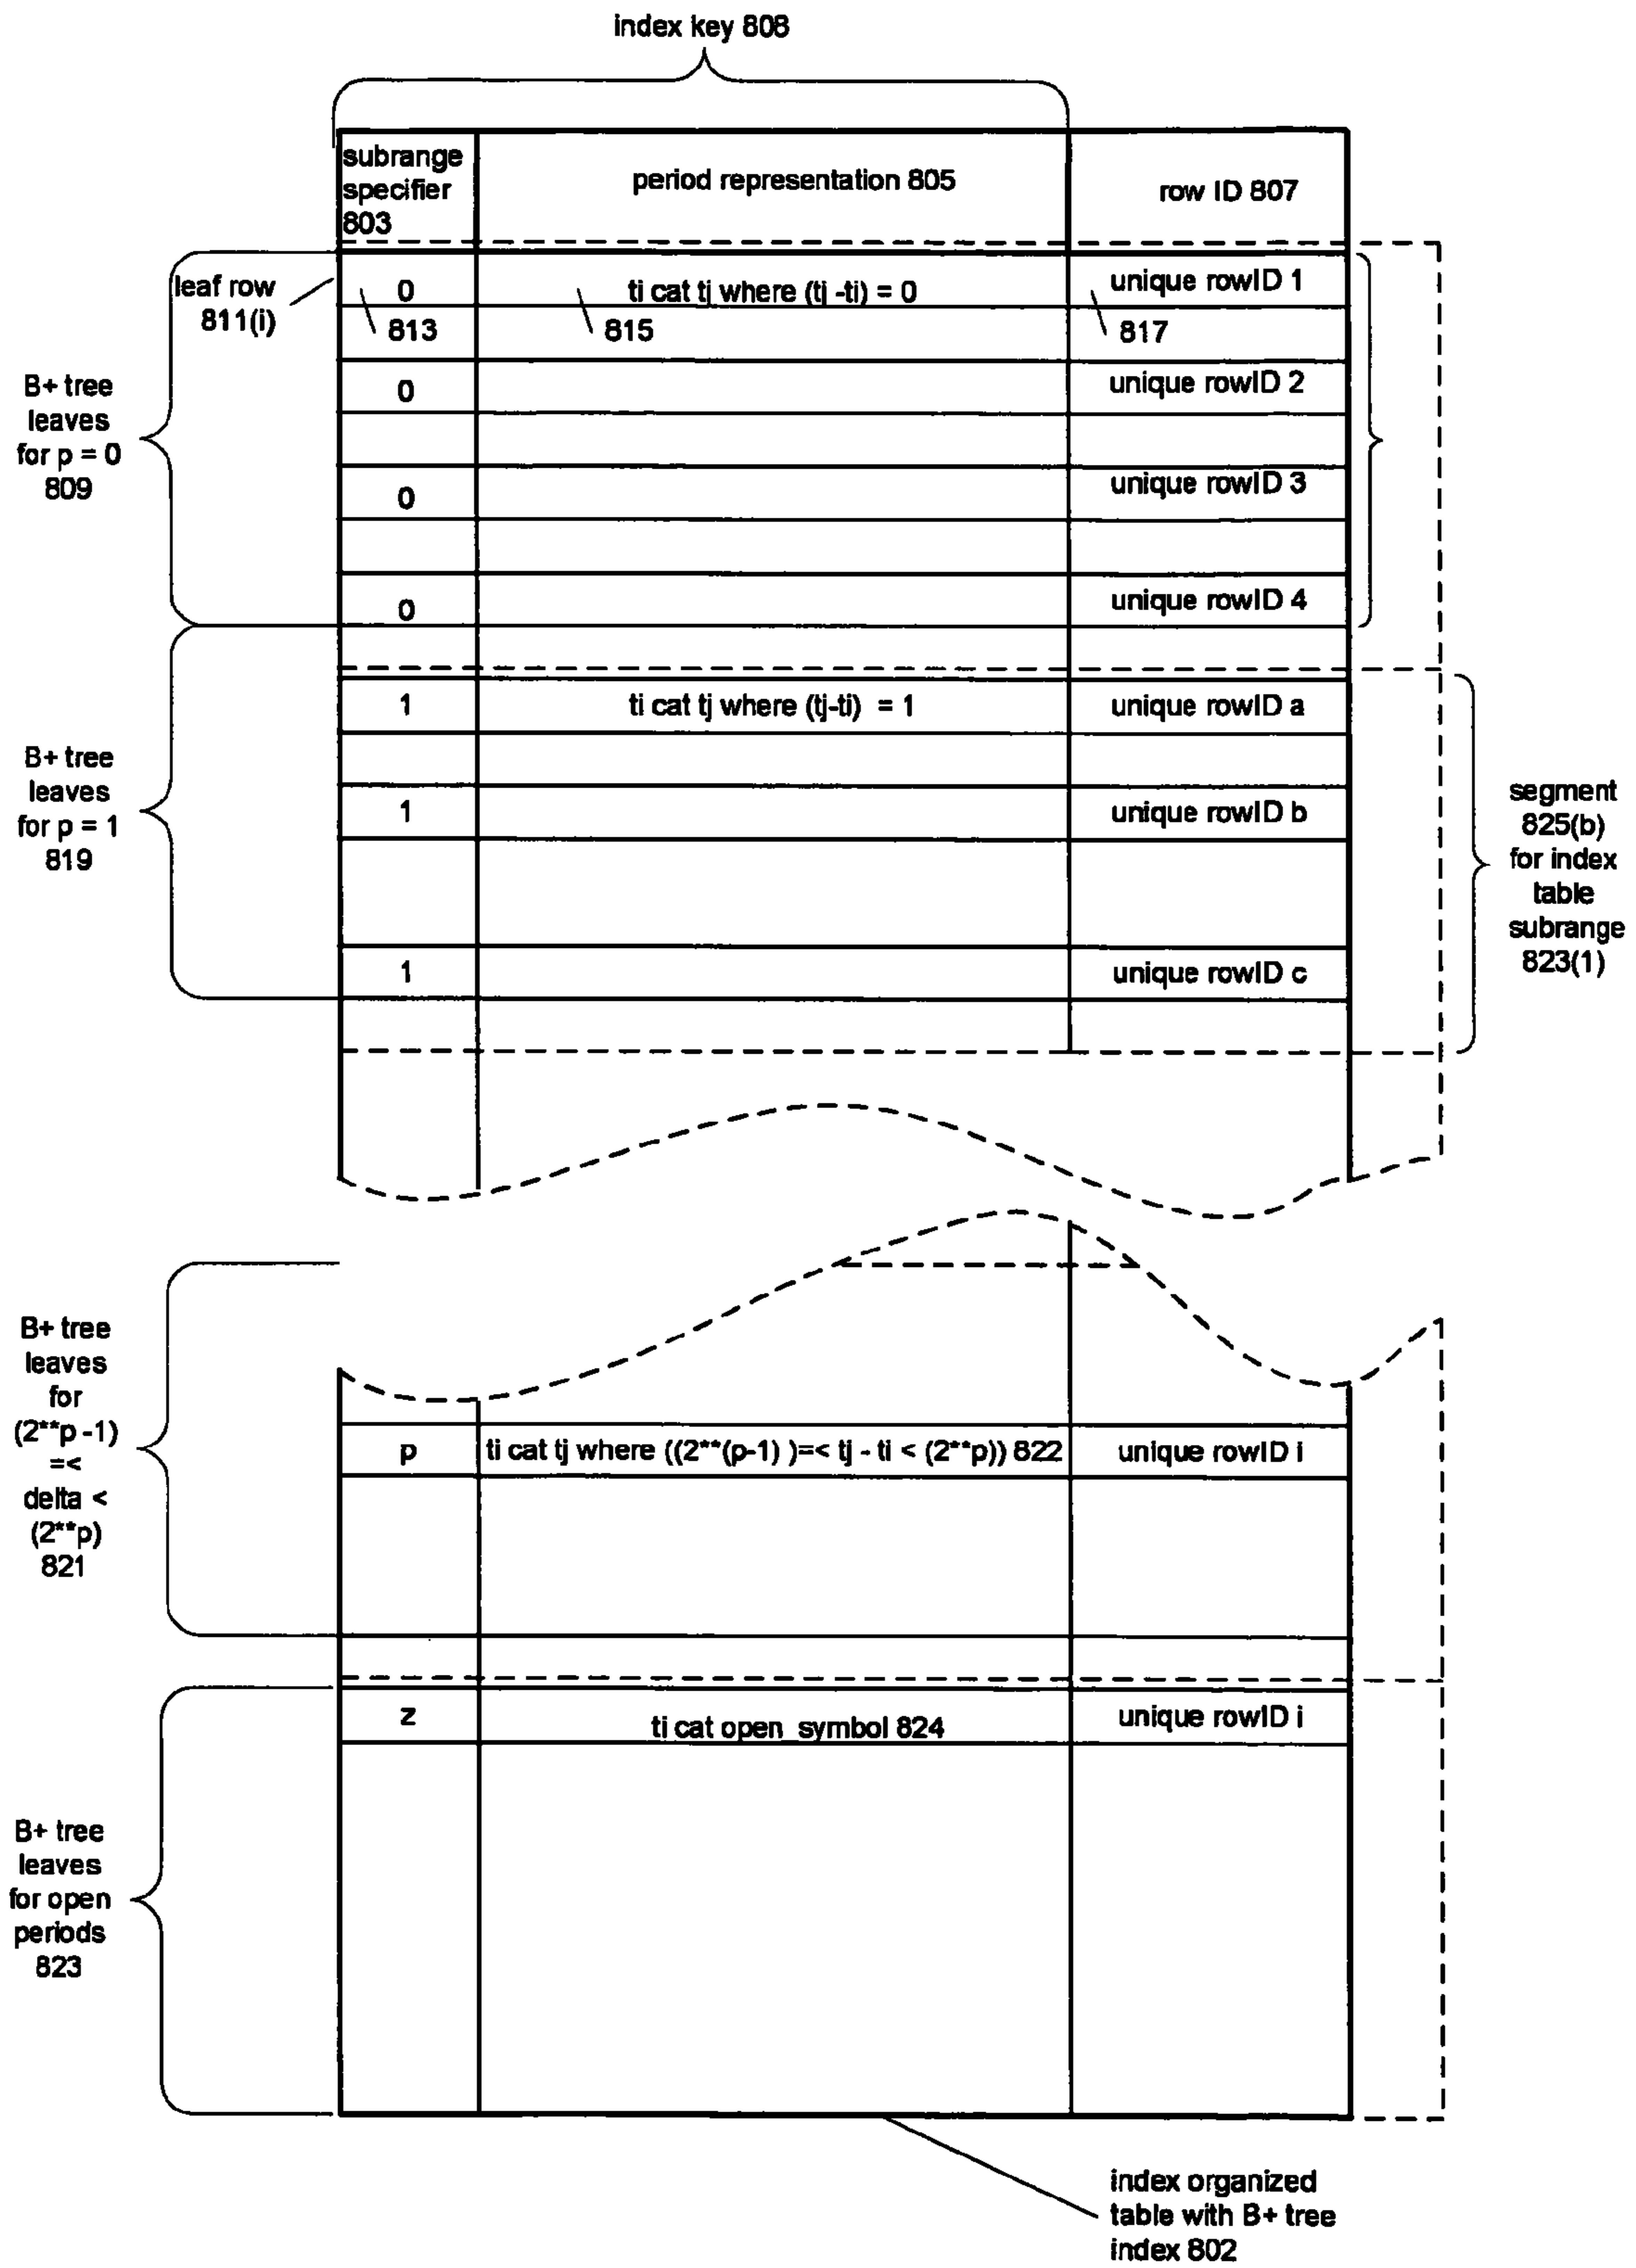 index key 808
subrange
specifier
803
period representation 805
row ID 807
leaf row
811(i)
0
ti cat tj where (tj -ti) = 0
unique rowID 1
813
815
817
B+ tree
leaves
for p = 0
809
0
unique rowID 2
0
unique rowID 3
0
unique rowID 4
1
ti cat tj where (tj-ti) = 1
unique rowID a
B+ tree
leaves
for p = 1
819
1
unique rowID b
segment
825(b)
for index
table
subrange
823(1)
1
unique rowID c
B+ tree
leaves
for
(2**p -1)
=<
delta <
(2**p)
821
p
ti cat tj where ((2**(p-1) )=< tj - ti < (2**p)) 822
unique rowID i
z
ti cat open_symbol 824
unique rowID i
B+ tree
leaves
for open
periods
823
index organized
table with B+ tree
index 802